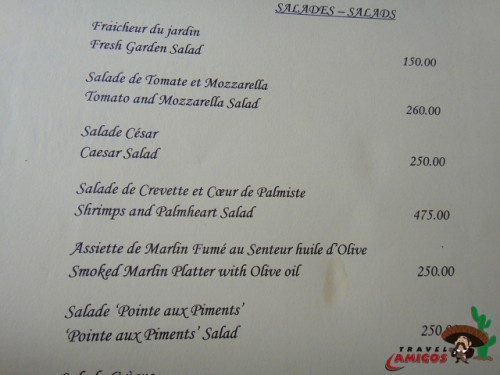 SALADES – SALADS
Fraicheur du jardin
Fresh Garden Salad
150.00
Salade de Tomate et Mozzarella
Tomato and Mozzarella Salad
260.00
Salade César
Caesar Salad
250.00
Salade de Crevette et Cœur de Palmiste
Shrimps and Palmheart Salad
475.00
Assiette de Marlin Fumé au Senteur huile d'Olive
Smoked Marlin Platter with Olive oil
250.00
Salade 'Pointe aux Piments'
'Pointe aux Piments' Salad
250.00
TRAVEL
CAMIGOS